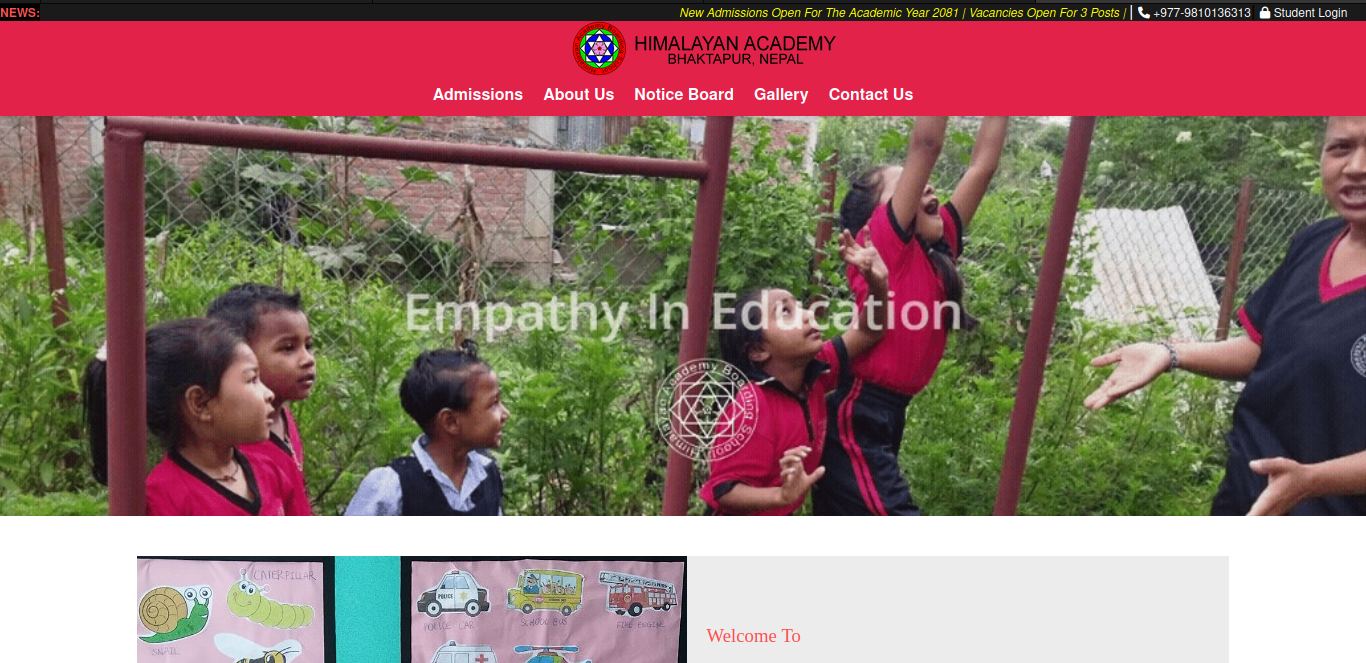 NEWS:
New Admissions Open For The Academic Year 2081 | Vacancies Open For 3 Posts |
+977-9810136313
Student Login
HIMALAYAN ACADEMY
BHAKTAPUR, NEPAL
Admissions
About Us
Notice Board
Gallery
Contact Us
Empathy In Education
Academy Boarding School
CATERPILLAR
SNAIL
POLICE
POLICE CAR
SCHOOL BUS
FIRE ENGINE
Welcome To